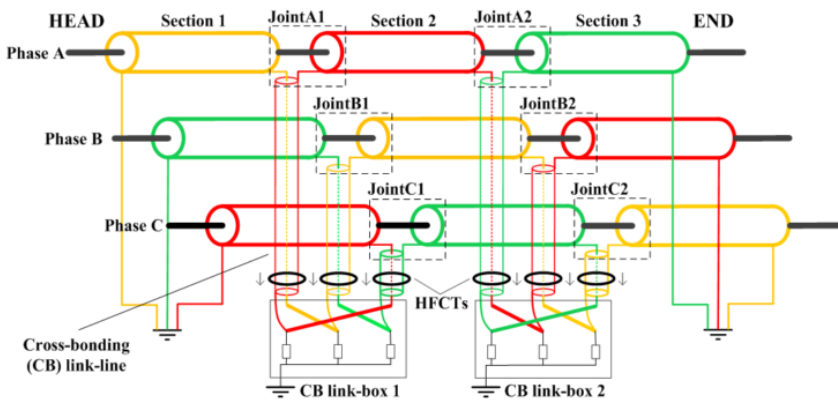 HEAD Section 1 JointA1 Section 2 JointA2 Section 3 END
Phase A
JointB1 JointB2
Phase B
JointC1 JointC2
Phase C
HFCTs
Cross-bonding
(CB) link-line
CB link-box 1 CB link-box 2